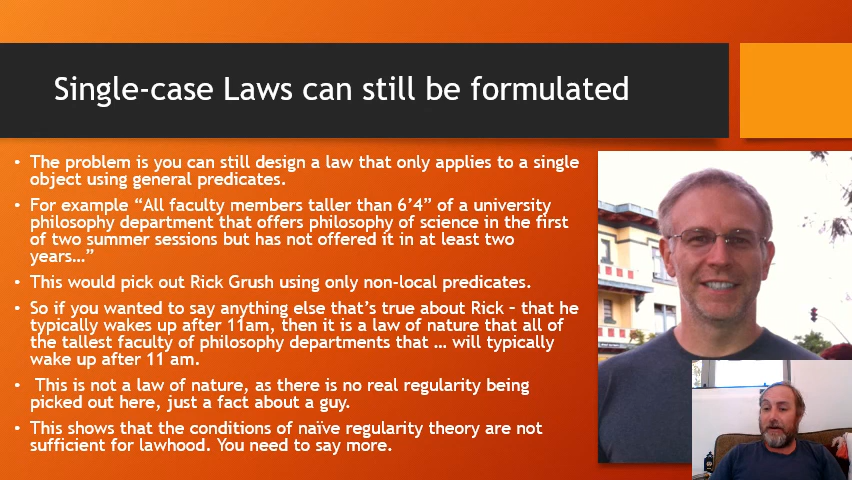 Single-case Laws can still be formulated
• The problem is you can still design a law that only applies to a single
object using general predicates.
• For example “All faculty members taller than 6’4” of a university
philosophy department that offers philosophy of science in the first
of two summer sessions but has not offered it in at least two
years…”
• This would pick out Rick Grush using only non-local predicates.
• So if you wanted to say anything else that’s true about Rick – that he
typically wakes up after 11am, then it is a law of nature that all of
the tallest faculty of philosophy departments that … will typically
wake up after 11 am.
• This is not a law of nature, as there is no real regularity being
picked out here, just a fact about a guy.
• This shows that the conditions of naïve regularity theory are not
sufficient for lawhood. You need to say more.